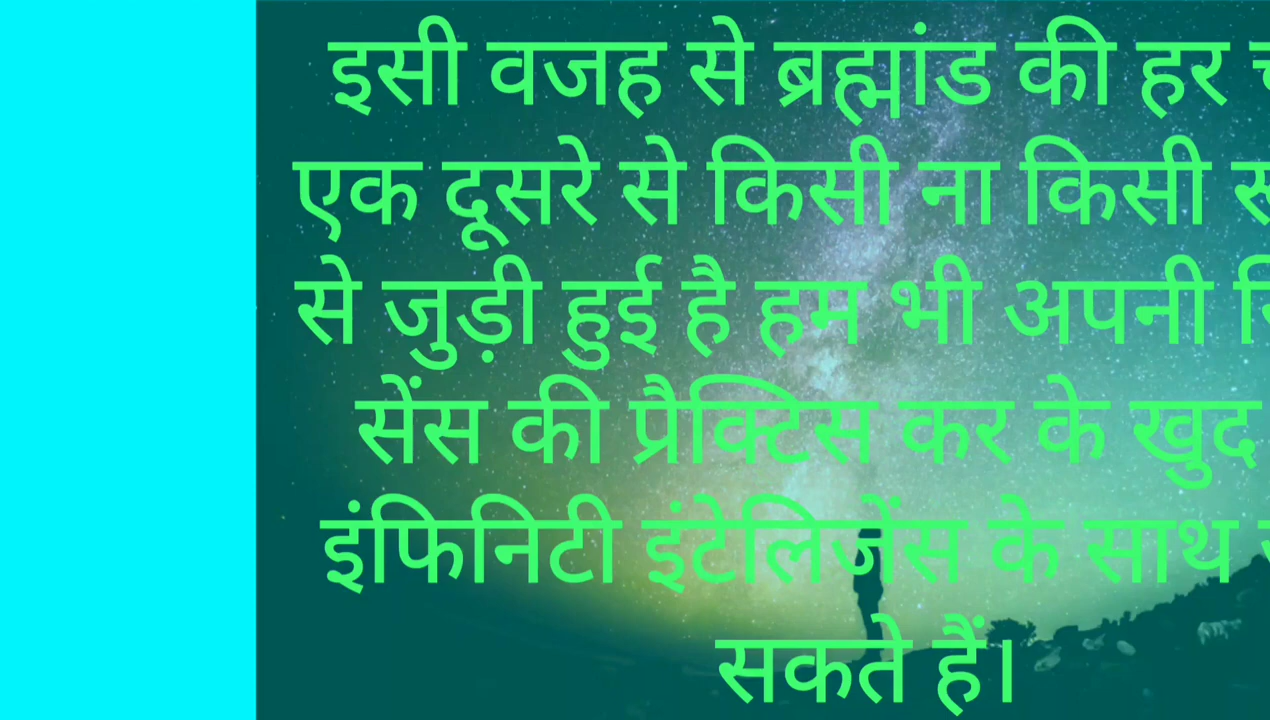 इसी वजह से ब्रह्मांड की हर
एक दूसरे से किसी ना किसी
से जुड़ी हुई है हम भी अपनी
सेंस की प्रैक्टिस कर के खुद
इंफिनिटी इंटेलिजेंस के साथ
सकते हैं।